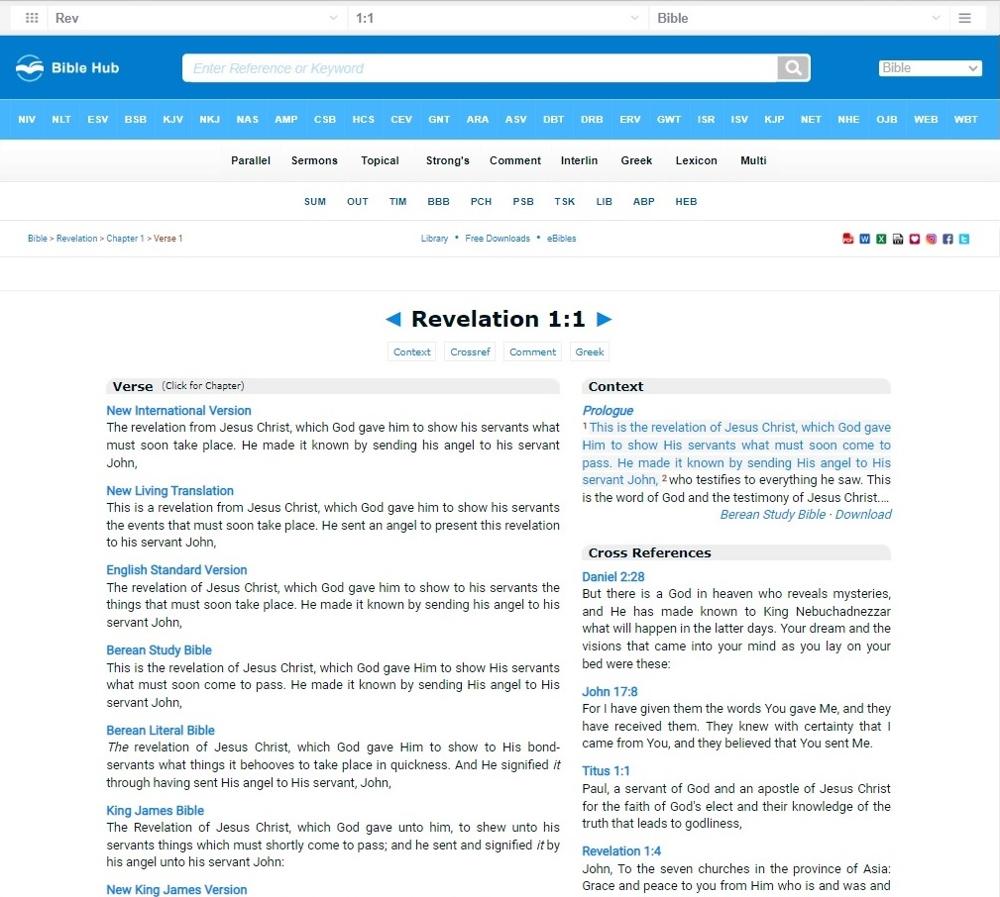 Rev 1:1 Bible
Bible Hub Enter Reference or Keyword Bible
NIV NLT ESV BSB KJV NKJ NAS AMP CSB HCS CEV GNT ARA ASV DBT DRB ERV GWT ISR ISV KJP NET NHE OJB WEB WBT
Parallel Sermons Topical Strong's Comment Interlin Greek Lexicon Multi
SUM OUT TIM BBB PCH PSB TSK LIB ABP HEB
Bible > Revelation > Chapter 1 > Verse 1 Library • Free Downloads • eBibles
◄ Revelation 1:1 ►
Context Crossref Comment Greek
Verse (Click for Chapter)
New International Version
The revelation from Jesus Christ, which God gave him to show his servants what
must soon take place. He made it known by sending his angel to his servant
John,
New Living Translation
This is a revelation from Jesus Christ, which God gave him to show his servants
the events that must soon take place. He sent an angel to present this revelation
to his servant John,
English Standard Version
The revelation of Jesus Christ, which God gave him to show to his servants the
things that must soon take place. He made it known by sending his angel to his
servant John,
Berean Study Bible
This is the revelation of Jesus Christ, which God gave Him to show His servants
what must soon come to pass. He made it known by sending His angel to His
servant John,
Berean Literal Bible
The revelation of Jesus Christ, which God gave Him to show to His bond-
servants what things it behooves to take place in quickness. And He signified it
through having sent His angel to His servant, John,
King James Bible
The Revelation of Jesus Christ, which God gave unto him, to shew unto his
servants things which must shortly come to pass; and he sent and signified it by
his angel unto his servant John:
New King James Version
Context
Prologue
1 This is the revelation of Jesus Christ, which God gave
Him to show His servants what must soon come to
pass. He made it known by sending His angel to His
servant John, 2 who testifies to everything he saw. This
is the word of God and the testimony of Jesus Christ.…
Berean Study Bible · Download
Cross References
Daniel 2:28
But there is a God in heaven who reveals mysteries,
and He has made known to King Nebuchadnezzar
what will happen in the latter days. Your dream and the
visions that came into your mind as you lay on your
bed were these:
John 17:8
For I have given them the words You gave Me, and they
have received them. They knew with certainty that I
came from You, and they believed that You sent Me.
Titus 1:1
Paul, a servant of God and an apostle of Jesus Christ
for the faith of God's elect and their knowledge of the
truth that leads to godliness,
Revelation 1:4
John, To the seven churches in the province of Asia:
Grace and peace to you from Him who is and was and